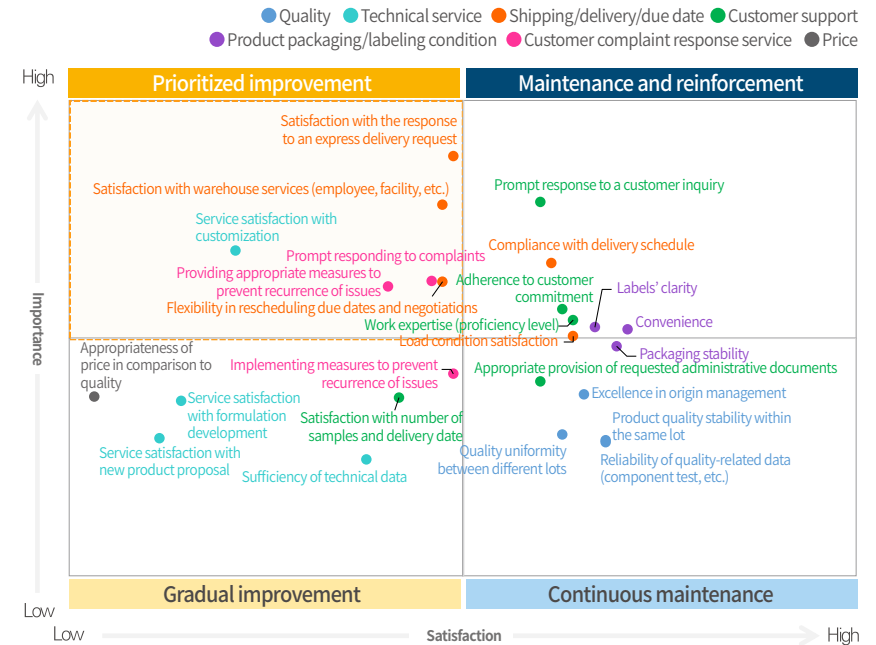 Quality Technical service Shipping/delivery/due date Customer support
Product packaging/labeling condition Customer complaint response service Price
High
Prioritized improvement
Maintenance and reinforcement
Satisfaction with the response
to an express delivery request
Satisfaction with warehouse services (employee, facility, etc.)
Prompt response to a customer inquiry
Service satisfaction with
customization
Compliance with delivery schedule
Prompt responding to complaints
Providing appropriate measures to
prevent recurrence of issues
Adherence to customer
commitment
Labels’ clarity
Flexibility in rescheduling due dates and negotiations
Work expertise (proficiency level)
Convenience
Load condition satisfaction
Packaging stability
Importance
Appropriateness of
price in comparison to
quality
Implementing measures to prevent
recurrence of issues
Appropriate provision of requested administrative documents
Service satisfaction
with formulation
development
Excellence in origin management
Satisfaction with number of
samples and delivery date
Product quality stability within
the same lot
Service satisfaction with
new product proposal
Sufficiency of technical data
Quality uniformity
between different lots
Reliability of quality-related data
(component test, etc.)
Gradual improvement
Continuous maintenance
Low
Low
Satisfaction
High